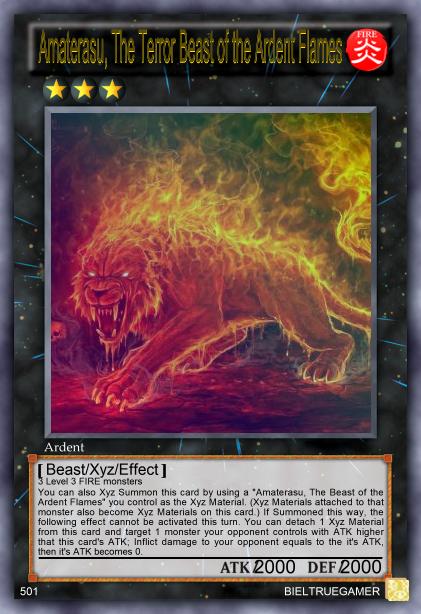 Amaterasu, The Terror Beast of the Ardent Flames
FIRE
炎
Ardent
[ Beast/Xyz/Effect ]
3 Level 3 FIRE monsters
You can also Xyz Summon this card by using a "Amaterasu, The Beast of the
Ardent Flames" you control as the Xyz Material. (Xyz Materials attached to that
monster also become Xyz Materials on this card.) If Summoned this way, the
following effect cannot be activated this turn. You can detach 1 Xyz Material
from this card and target 1 monster your opponent controls with ATK higher
that this card's ATK; Inflict damage to your opponent equals to the it's ATK,
then it's ATK becomes 0.
ATK 2000 DEF 2000
501
BIELTRUEGAMER